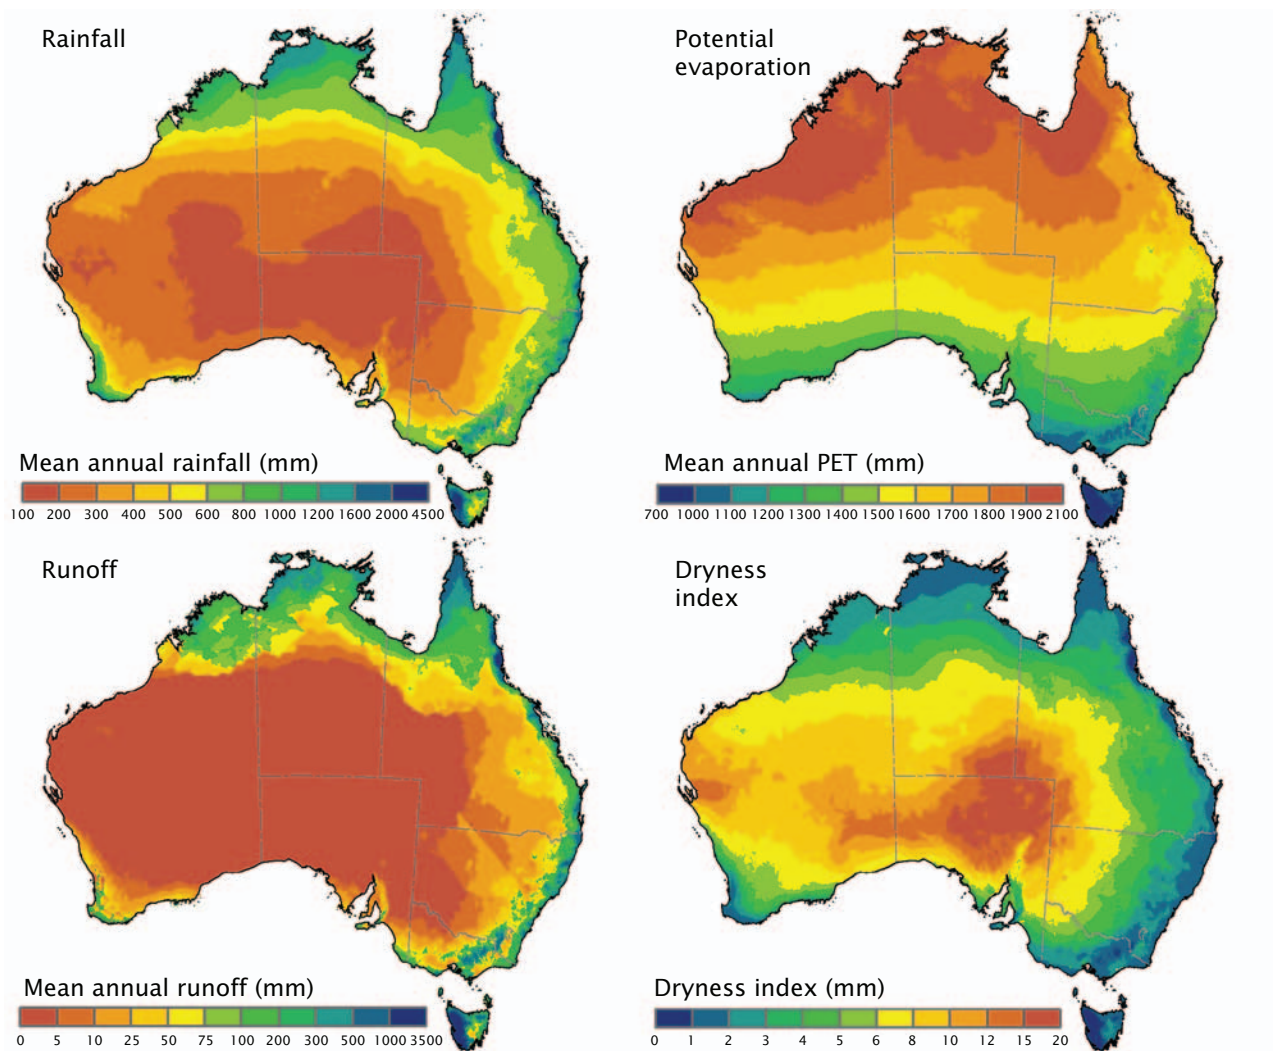 Rainfall
Mean annual rainfall (mm)
100 200 300 400 500 600 800 1000 1200 1600 2000 4500
Potential
evaporation
Mean annual PET (mm)
700 1000 1100 1200 1300 1400 1500 1600 1700 1800 1900 2100
Runoff
Mean annual runoff (mm)
0 5 10 25 50 75 100 200 300 500 1000 3500
Dryness
index
Dryness index (mm)
0 1 2 3 4 5 6 8 10 12 15 20